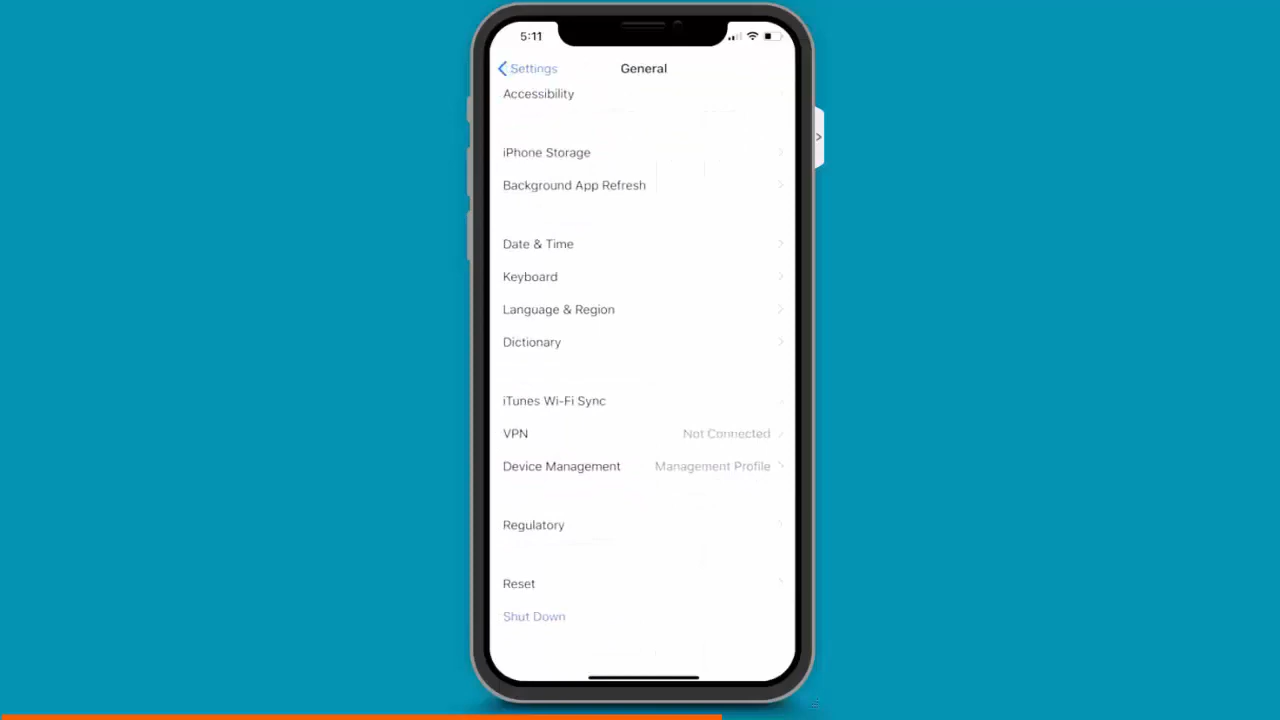 5:11
Settings
General
Accessibility
iPhone Storage
Background App Refresh
Date & Time
Keyboard
Language & Region
Dictionary
iTunes Wi-Fi Sync
VPN Not Connected
Device Management Management Profile
Regulatory
Reset
Shut Down